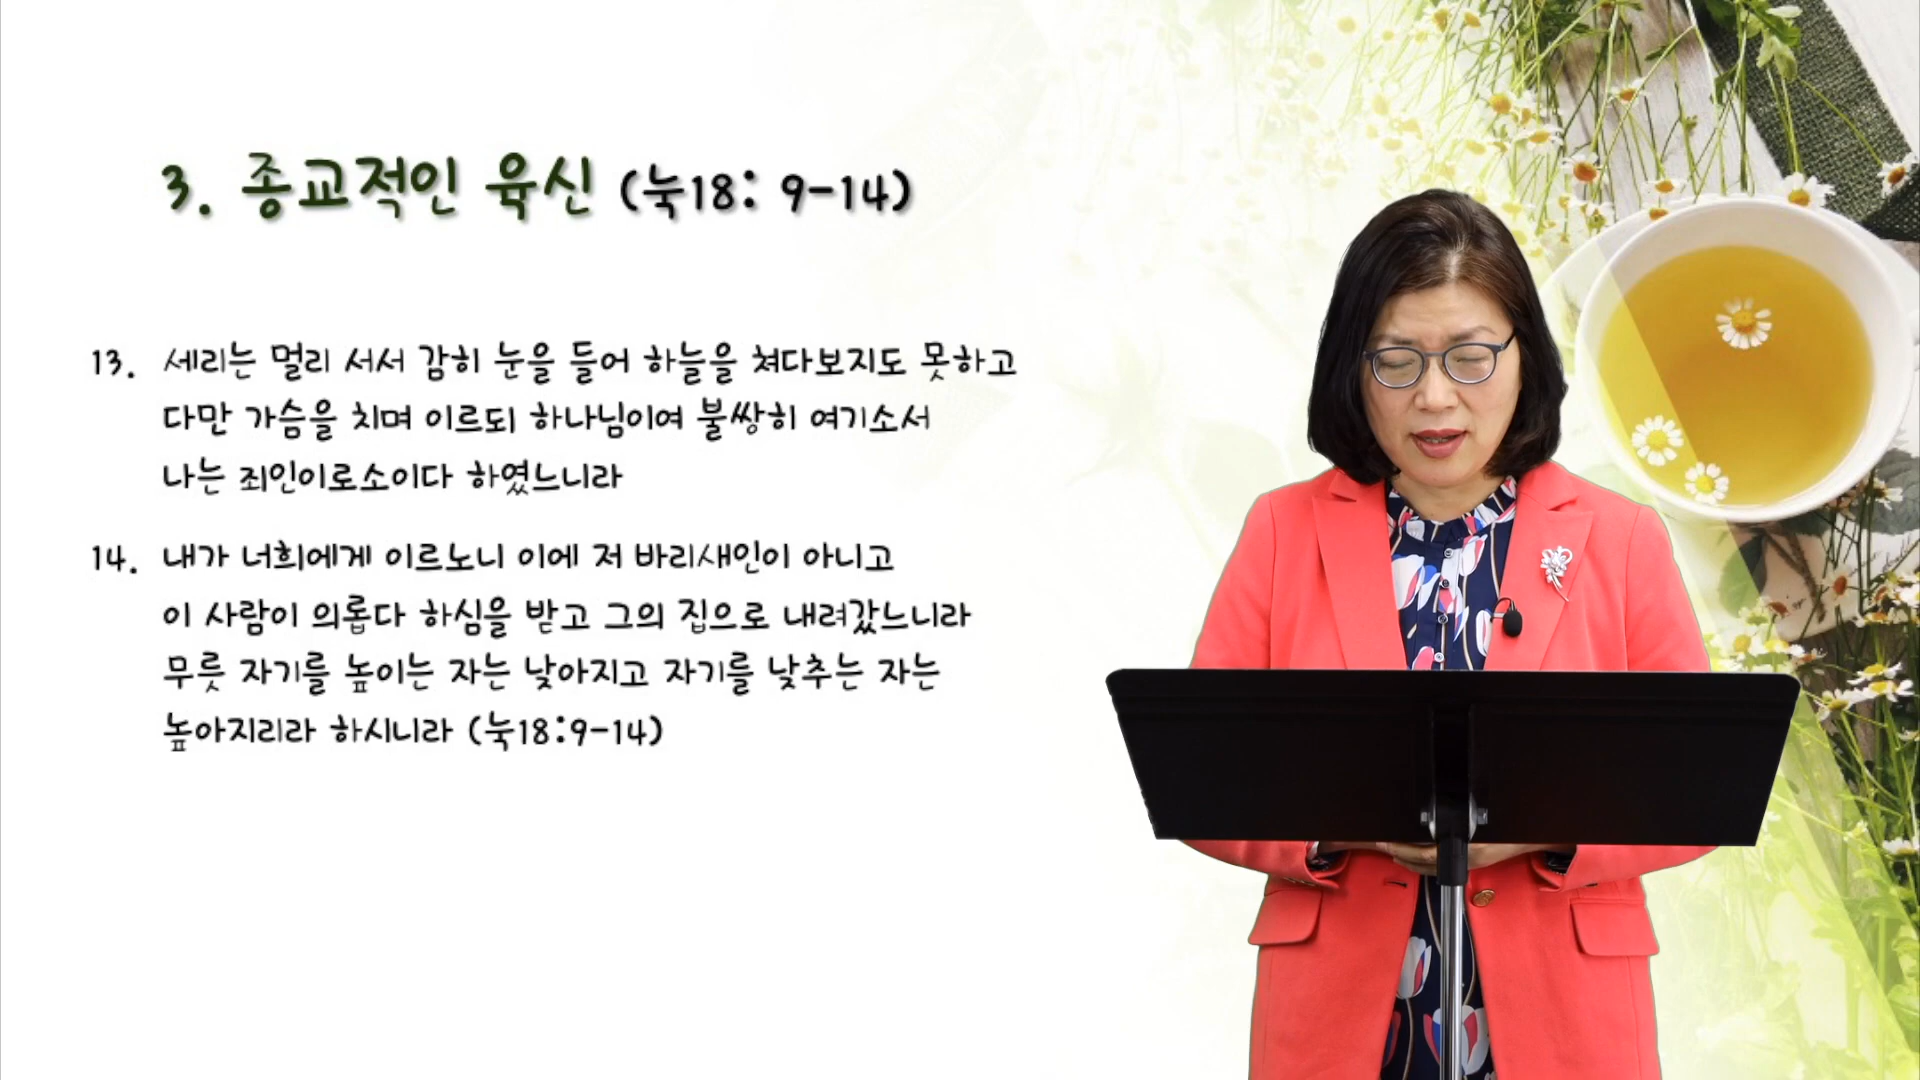 3. 종교적인 육신 (눅18: 9-14)
13. 세리는 멀리 서서 감히 눈을 들어 하늘을 쳐다보지도 못하고
다만 가슴을 치며 이르되 하나님이여 불쌍히 여기소서
나는 죄인이로소이다 하였느니라
14. 내가 너희에게 이르노니 이에 저 바리새인이 아니고
이 사람이 의롭다 하심을 받고 그의 집으로 내려갔느니라
무릇 자기를 높이는 자는 낮아지고 자기를 낮추는 자는
높아지리라 하시니라 (눅18:9-14)